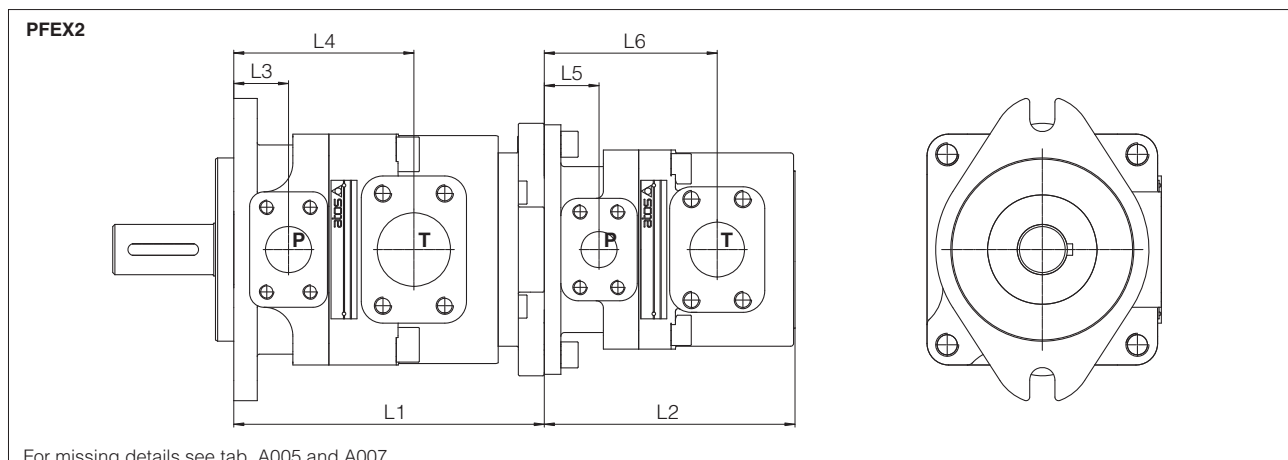 PFEX2
L4
L6
L3
L5
P
T
P
T
atos
atos
L1
L2
For missing details see tab. A005 and A007